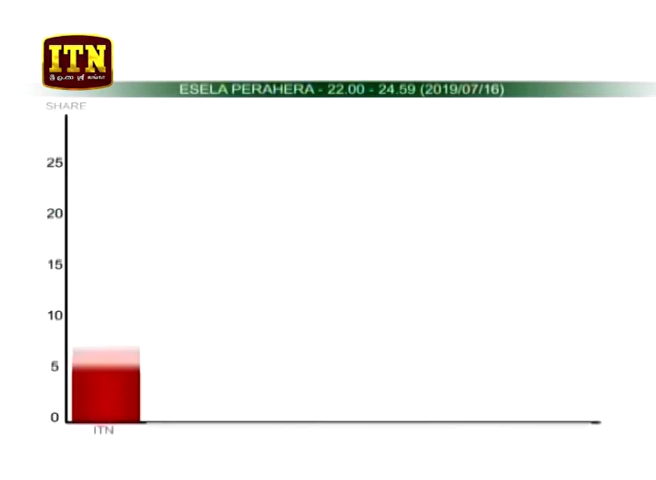 ITN
ESELA PERAHERA - 22.00 - 24.59 (2019/07/16)
SHARE
25
20
15
10
5
0
ITN